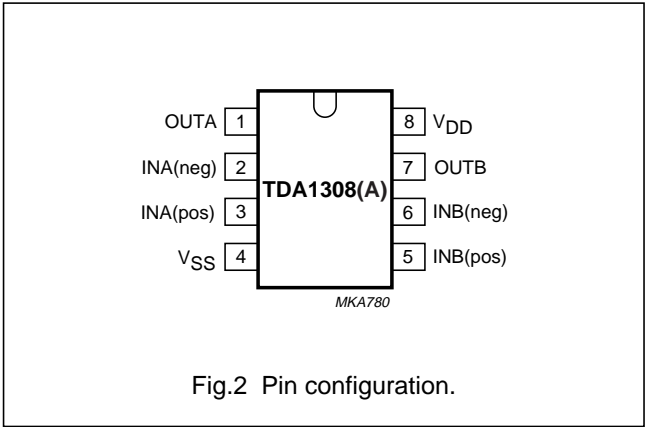 OUTA 1 8 VDD
INA(neg) 2 7 OUTB
TDA1308(A)
INA(pos) 3 6 INB(neg)
VSS 4 5 INB(pos)
MKA780
Fig.2 Pin configuration.